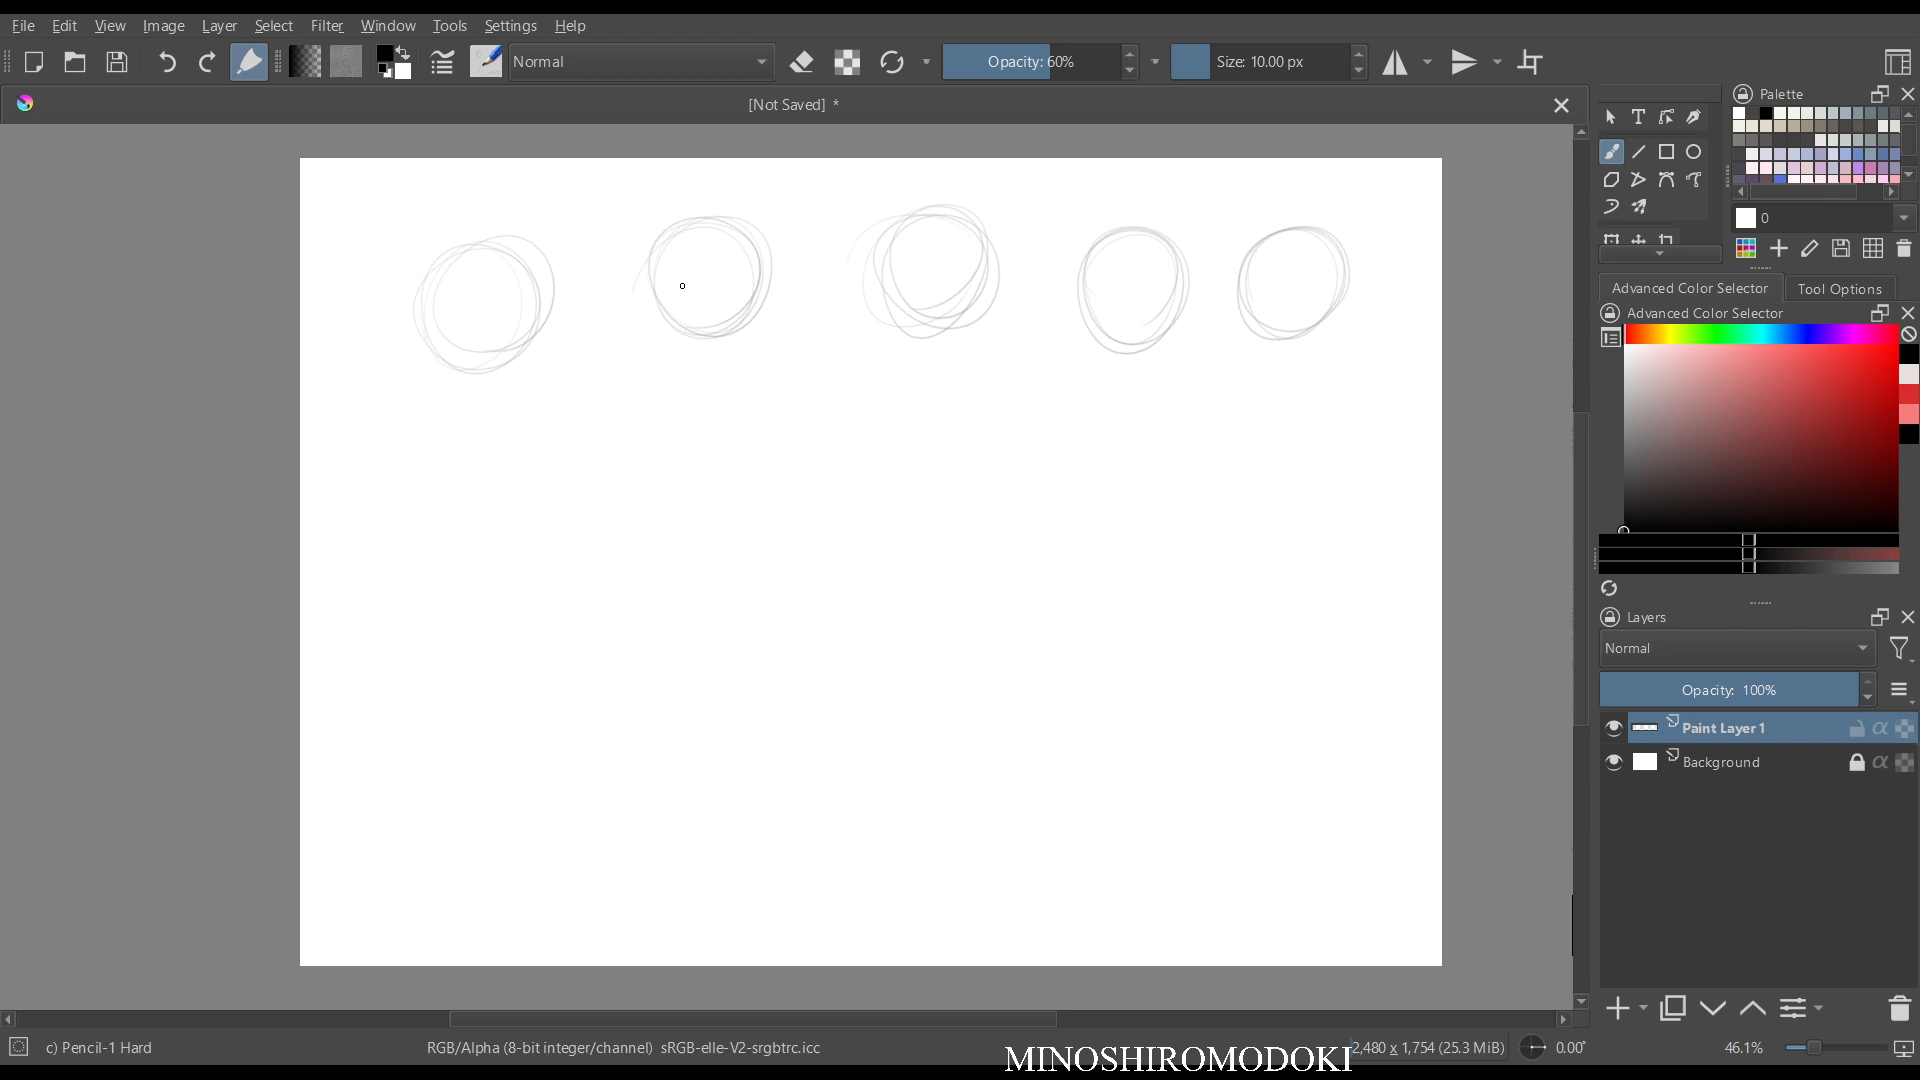 File Edit View Image Layer Select Filter Window Tools Settings Help
Normal Opacity: 60% Size: 10.00 px
[Not Saved] *
Palette
0
Advanced Color Selector Tool Options
Advanced Color Selector
Layers
Normal
Opacity: 100%
Paint Layer 1
Background
c) Pencil-1 Hard RGB/Alpha (8-bit integer/channel) sRGB-elle-V2-srgbtrc.icc MINOSHIROMODOKI 2,480 x 1,754 (25.3 MiB) 0.00° 46.1%